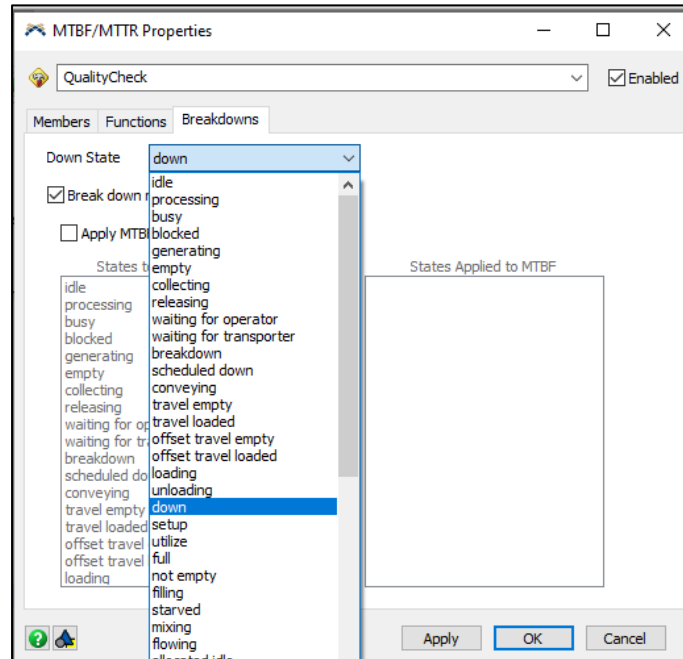 MTBF/MTTR Properties
QualityCheck
Enabled
Members Functions Breakdowns
Down State down
Break down
Apply
States
idle
processing
busy
blocked
generating
empty
collecting
releasing
waiting for
waiting for
breakdown
scheduled
conveying
travel empty
travel loaded
offset travel
offset travel
loading
idle
processing
busy
blocked
generating
empty
collecting
releasing
waiting for operator
waiting for transporter
breakdown
scheduled down
conveying
travel empty
travel loaded
offset travel empty
offset travel loaded
loading
unloading
down
setup
utilize
full
not empty
filling
starved
mixing
flowing
States Applied to MTBF
Apply OK Cancel